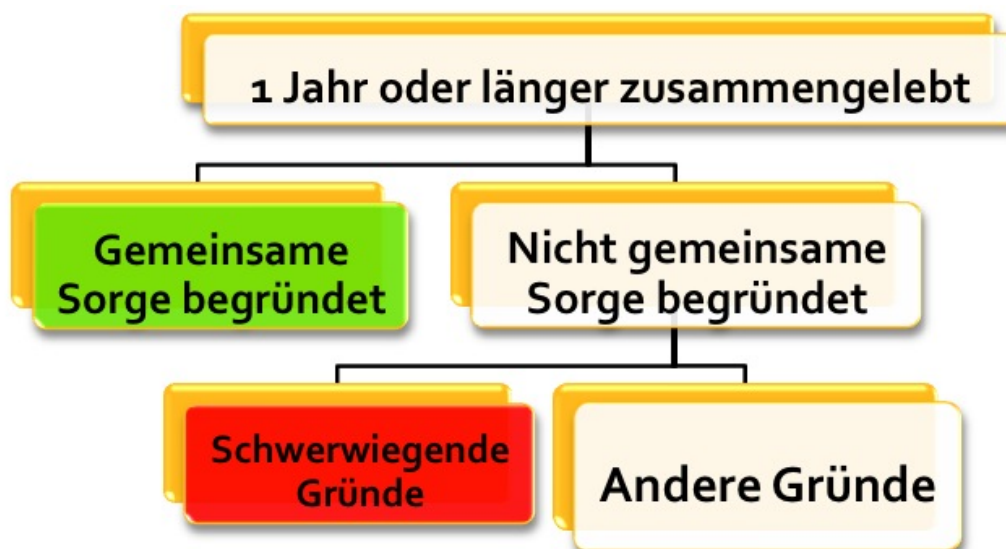 1 Jahr oder länger zusammengelebt
Gemeinsame
Sorge begründet
Nicht gemeinsame
Sorge begründet
Schwerwiegende
Gründe
Andere Gründe